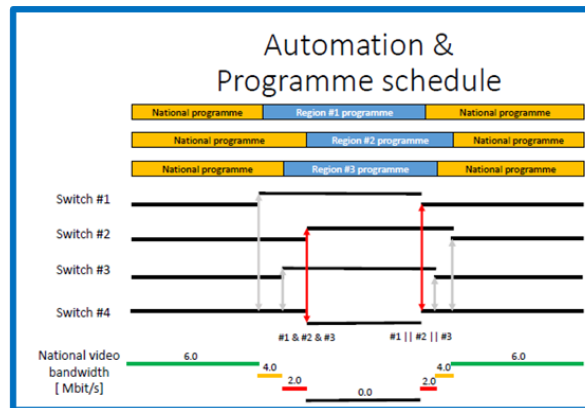 Automation &
Programme schedule
National programme Region #1 programme National programme
National programme Region #2 programme National programme
National programme Region #3 programme National programme
Switch #1
Switch #2
Switch #3
Switch #4
#1 & #2 & #3 #1 || #2 || #3
National video
bandwidth
[ Mbit/s]
6.0 4.0 2.0 0.0 2.0 4.0 6.0